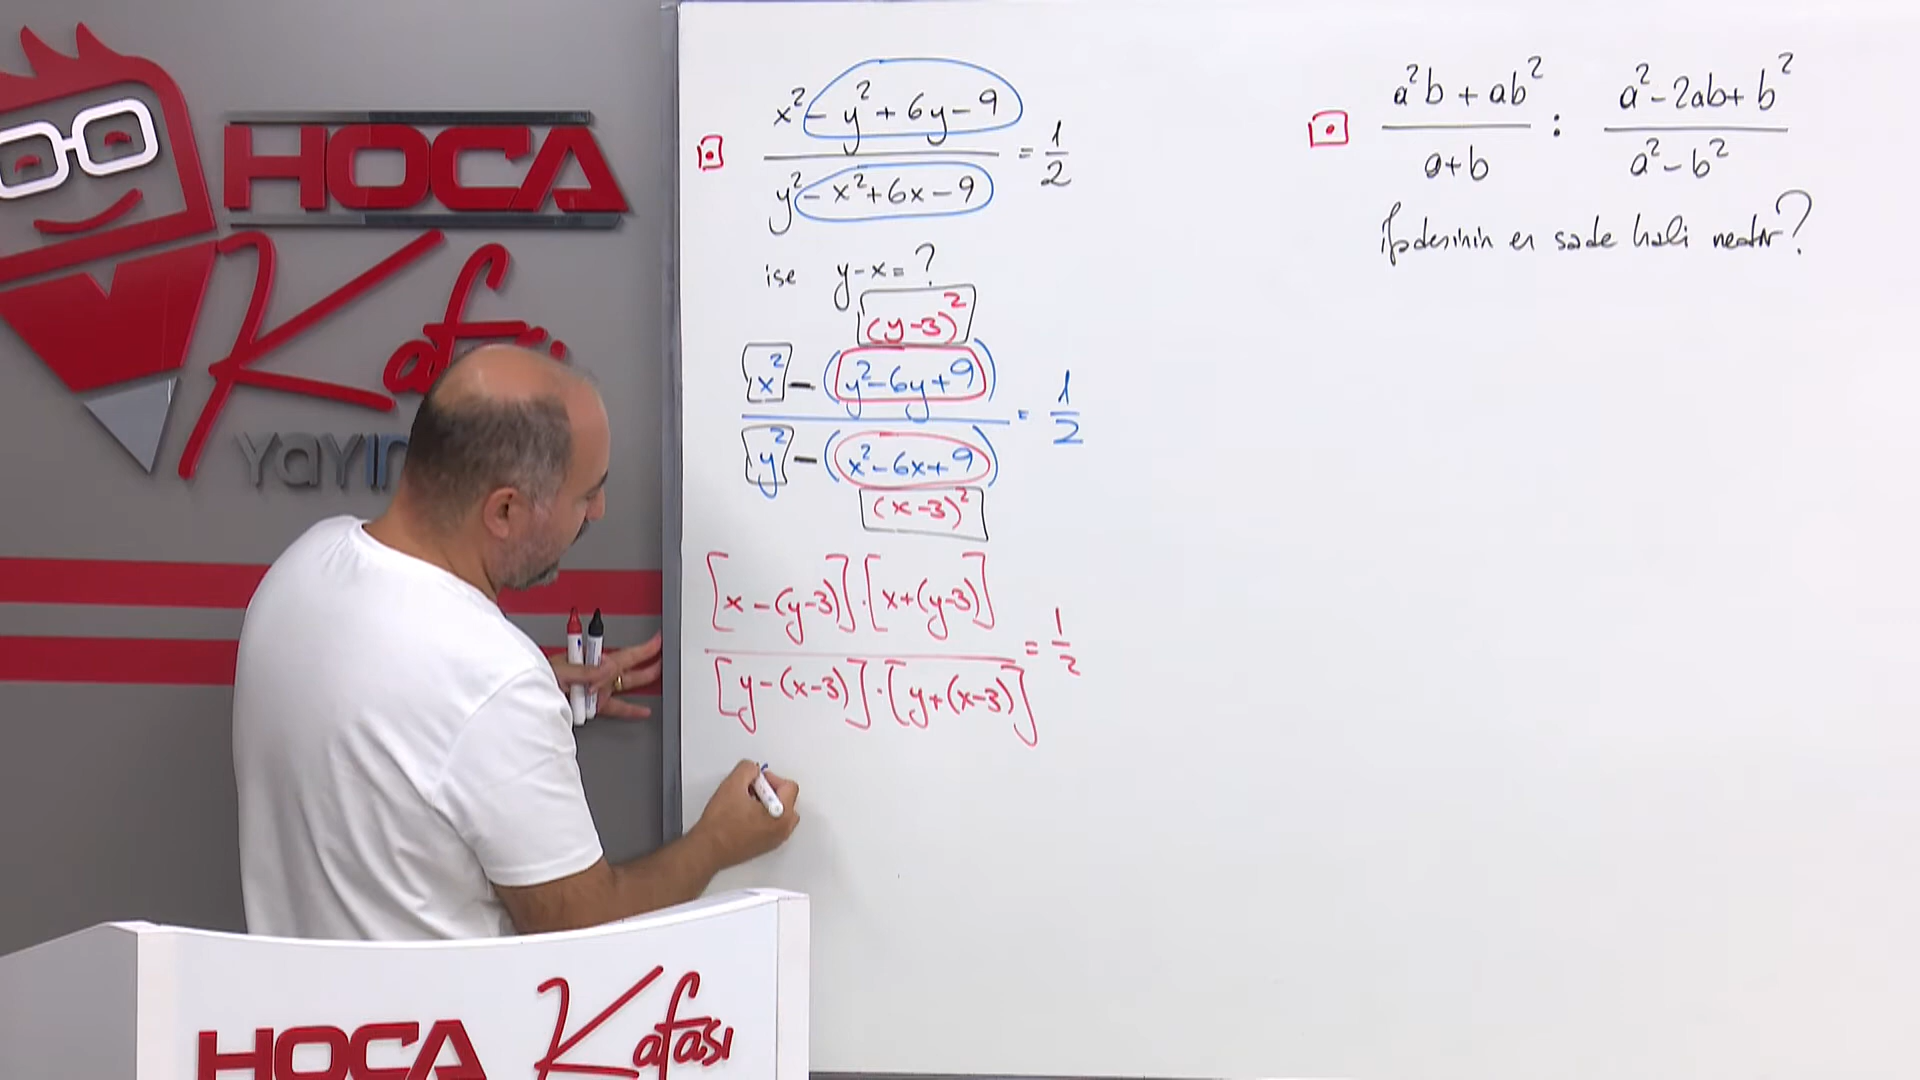 HOCA
Kafası
YAYIN
x² - y² + 6y - 9
= 1/2
y² - x² + 6x - 9
ise y - x = ?
(y-3)²
x² - (y² - 6y + 9)
= 1/2
y² - (x² - 6x + 9)
(x-3)²
[x - (y-3)] · [x + (y-3)]
= 1/2
[y - (x-3)] · [y + (x-3)]
a²b + ab² / a+b : a² - 2ab + b² / a² - b²
ifadesinin en sade hali nedir?
HOCA Kafası